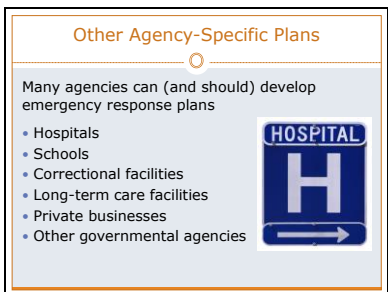 Other Agency-Specific Plans
Many agencies can (and should) develop
emergency response plans
• Hospitals
• Schools
• Correctional facilities
• Long-term care facilities
• Private businesses
• Other governmental agencies
HOSPITAL
H